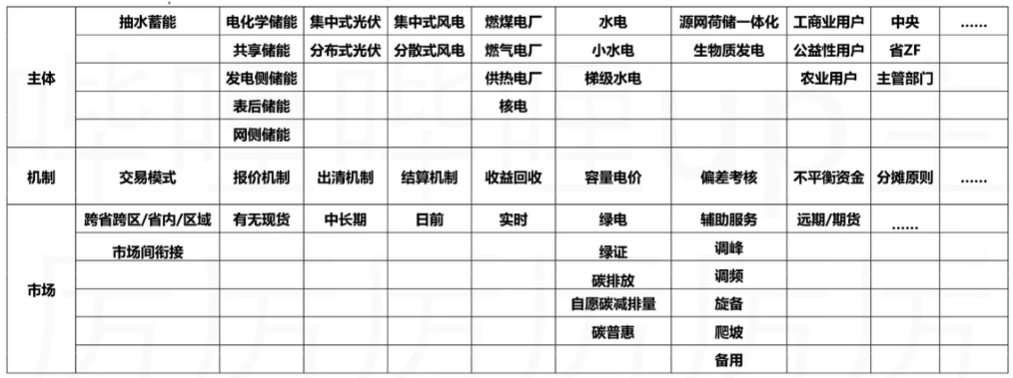 抽水蓄能 电化学储能 集中式光伏 集中式风电 燃煤电厂 水电 源网荷储一体化 工商业用户 中央 ……
共享储能 分布式光伏 分散式风电 燃气电厂 小水电 生物质发电 公益性用户 省ZF
主体 发电侧储能 供热电厂 梯级水电 农业用户 主管部门
表后储能 核电
网侧储能
机制 交易模式 报价机制 出清机制 结算机制 收益回收 容量电价 偏差考核 不平衡资金 分摊原则 ……
跨省跨区/省内/区域 有无现货 中长期 日前 实时 绿电 辅助服务 远期/期货 ……
市场间衔接 绿证 调峰
市场 碳排放 调频
自愿碳减排量 旋备
碳普惠 爬坡
备用
哔哩哔哩up主